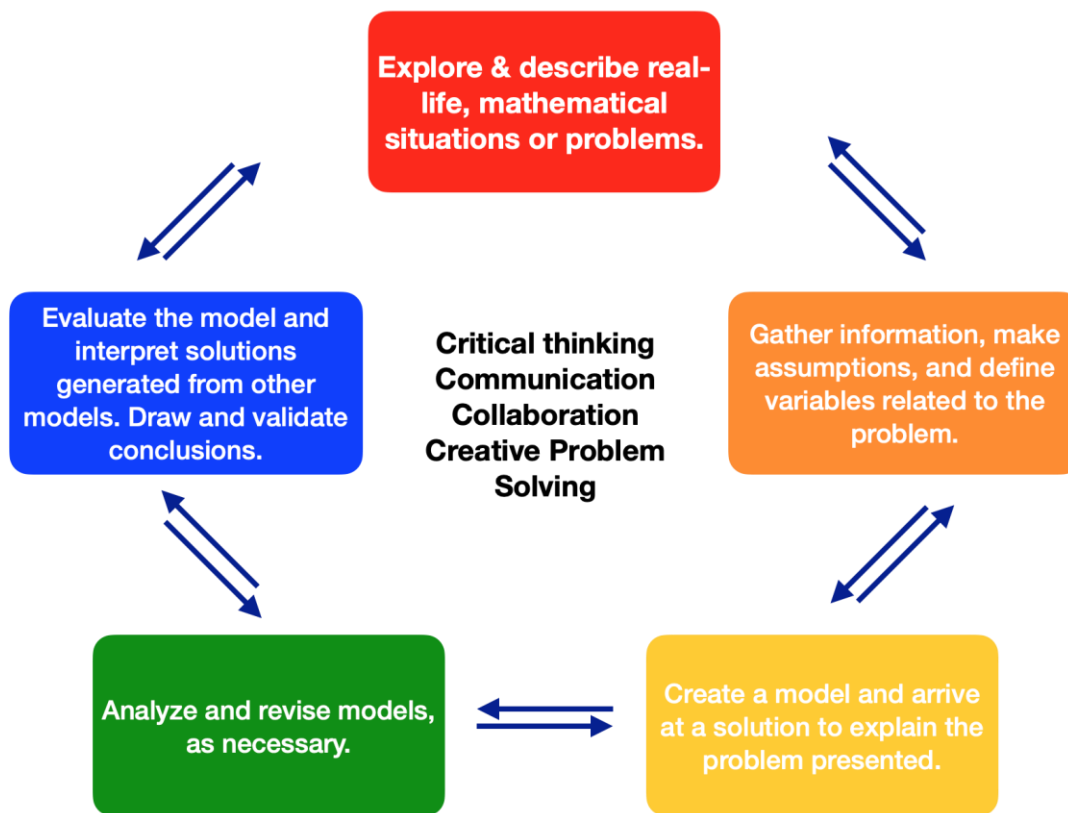 Explore & describe real-
life, mathematical
situations or problems.
Gather information, make
assumptions, and define
variables related to the
problem.
Create a model and arrive
at a solution to explain the
problem presented.
Analyze and revise models,
as necessary.
Evaluate the model and
interpret solutions
generated from other
models. Draw and validate
conclusions.
Critical thinking
Communication
Collaboration
Creative Problem
Solving